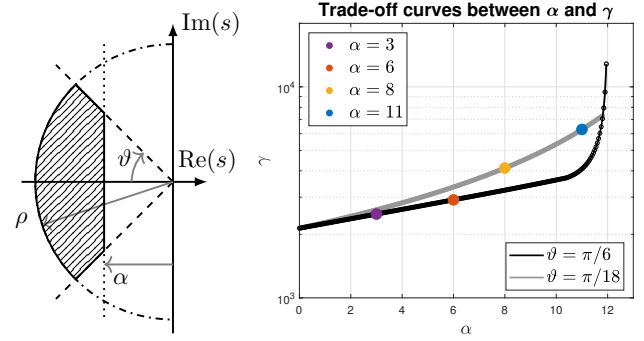 Im(s)
Re(s)
ϑ
ρ
α
Trade-off curves between α and γ
α = 3
α = 6
α = 8
α = 11
10⁴
γ
10³
ϑ = π/6
ϑ = π/18
0 2 4 6 8 10 12
α